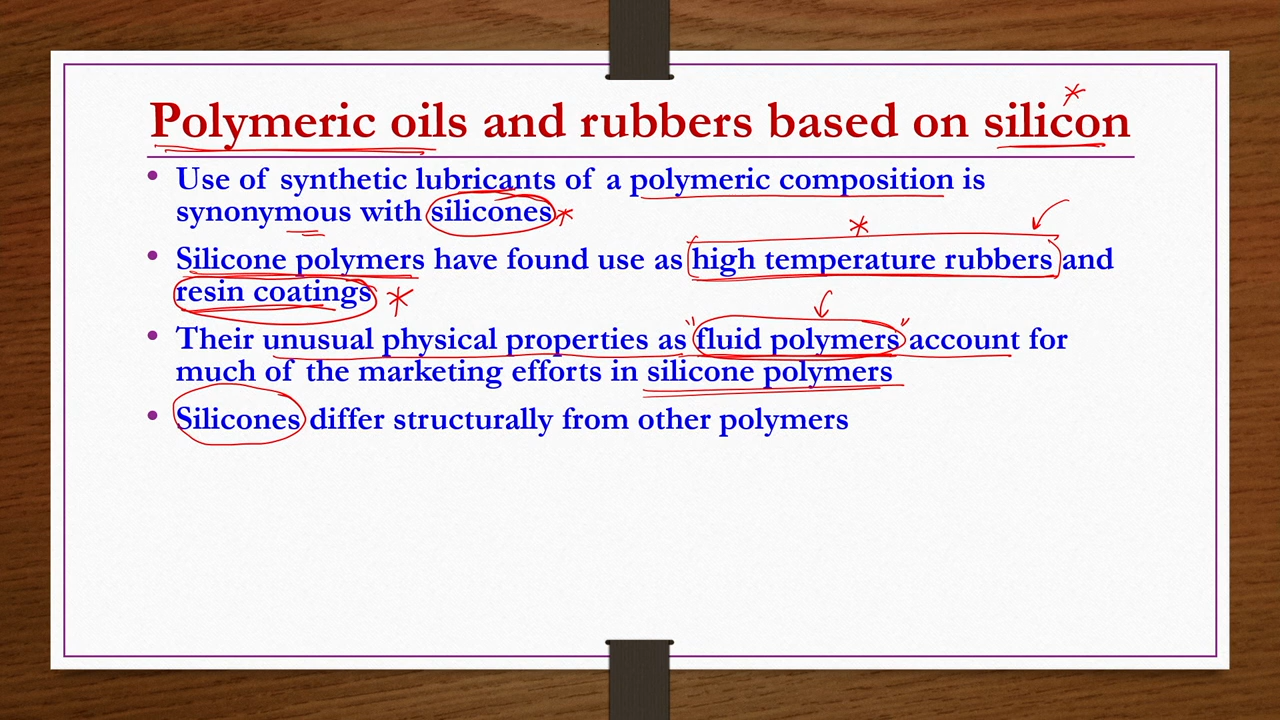 Polymeric oils and rubbers based on silicon
• Use of synthetic lubricants of a polymeric composition is
synonymous with silicones
• Silicone polymers have found use as high temperature rubbers and
resin coatings
• Their unusual physical properties as fluid polymers account for
much of the marketing efforts in silicone polymers
• Silicones differ structurally from other polymers